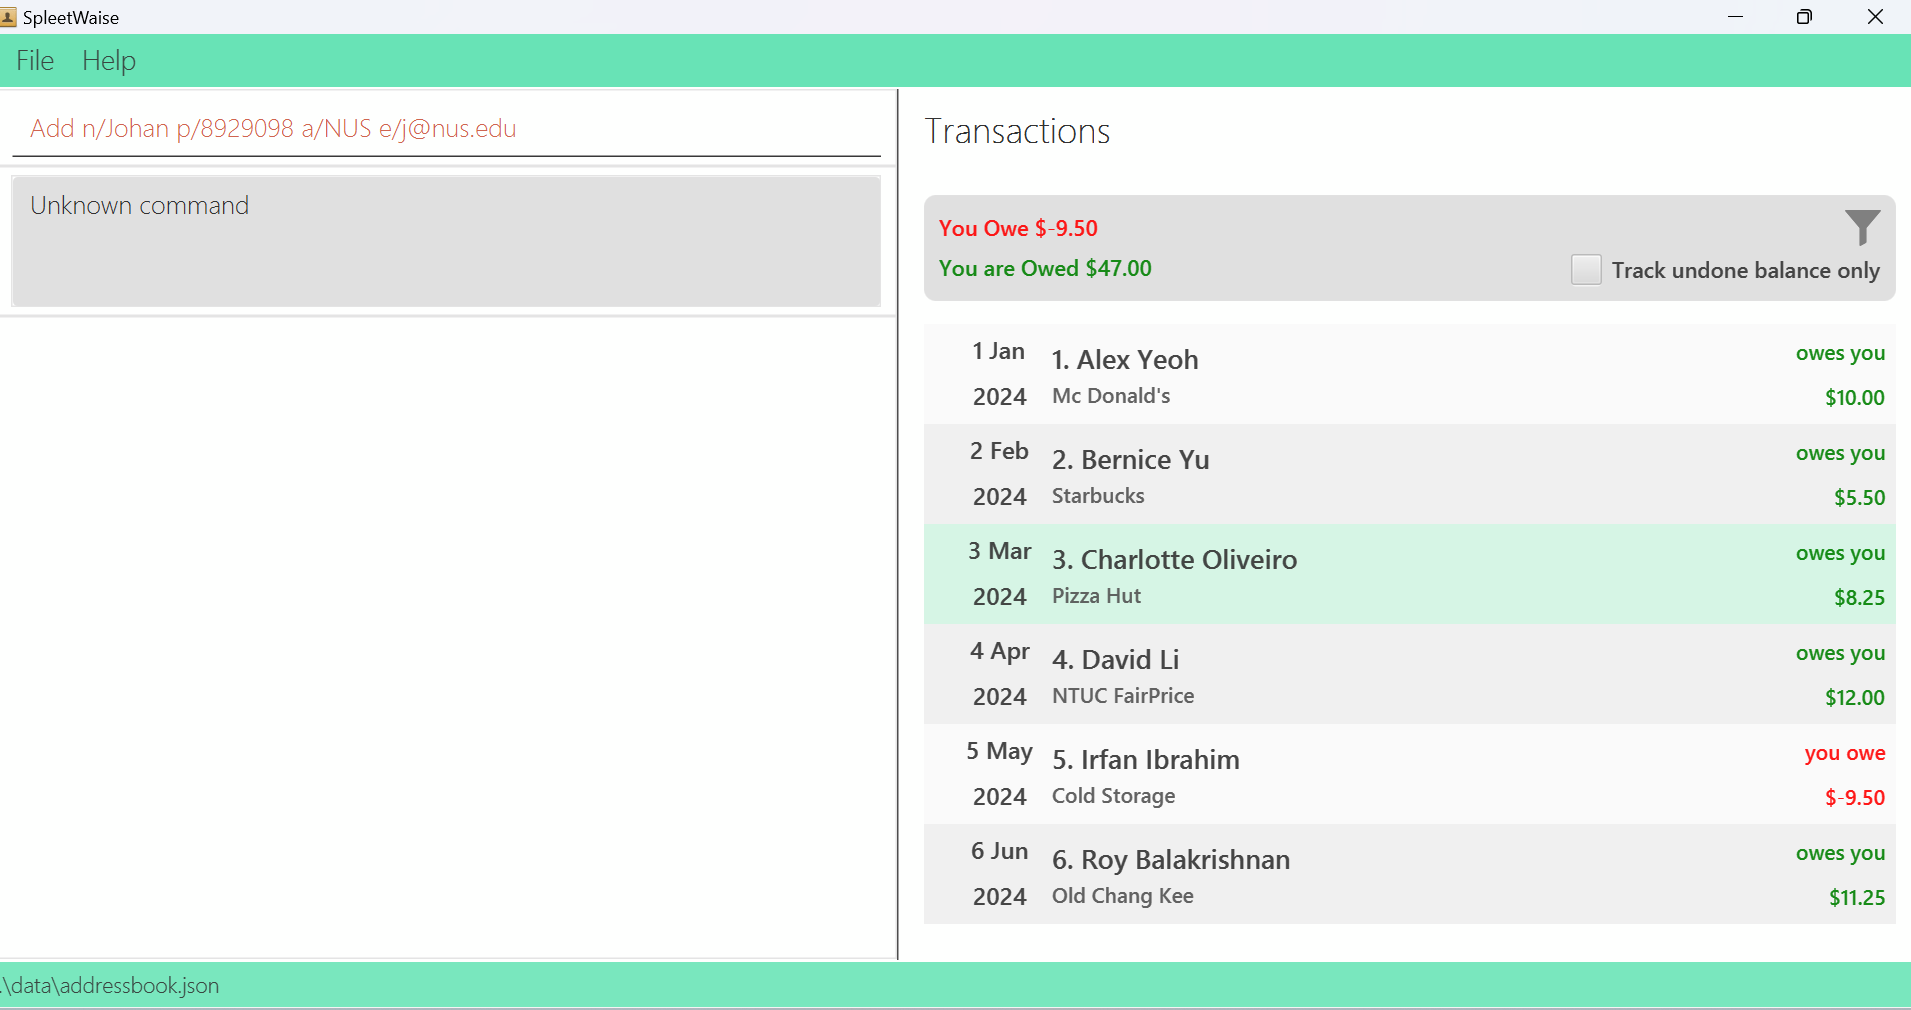 SpleetWaise
File Help
Add n/Johan p/8929098 a/NUS e/j@nus.edu
Unknown command
Transactions
You Owe $-9.50
You are Owed $47.00
Track undone balance only
1 Jan
2024
1. Alex Yeoh
Mc Donald's
owes you
$10.00
2 Feb
2024
2. Bernice Yu
Starbucks
owes you
$5.50
3 Mar
2024
3. Charlotte Oliveiro
Pizza Hut
owes you
$8.25
4 Apr
2024
4. David Li
NTUC FairPrice
owes you
$12.00
5 May
2024
5. Irfan Ibrahim
Cold Storage
you owe
$-9.50
6 Jun
2024
6. Roy Balakrishnan
Old Chang Kee
owes you
$11.25
.\data\addressbook.json